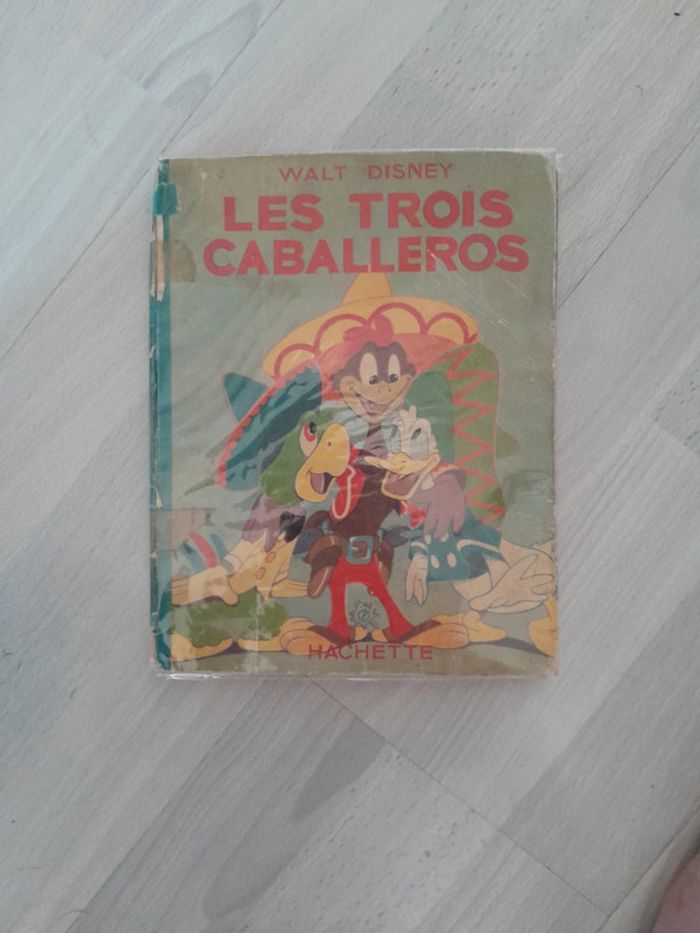 WALT DISNEY
LES TROIS
CABALLEROS
HACHETTE